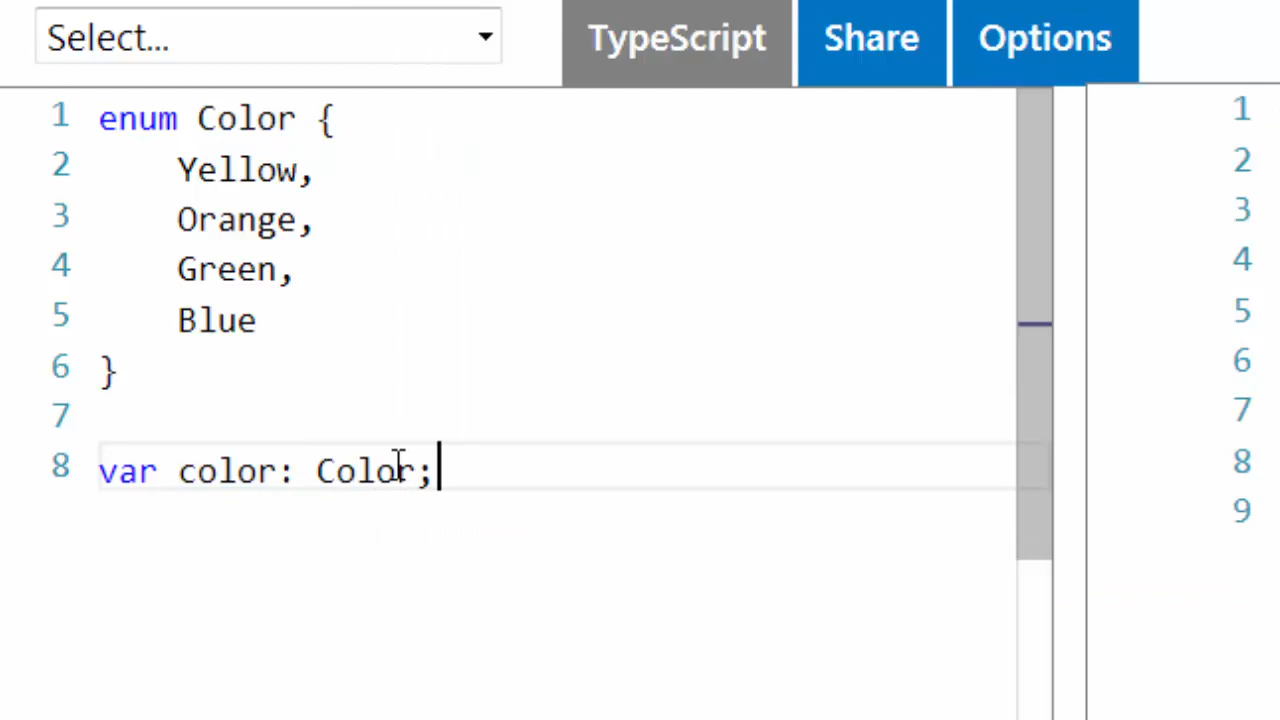 Select...
TypeScript
Share
Options
1 enum Color {
2     Yellow,
3     Orange,
4     Green,
5     Blue
6 }
7
8 var color: Color;
1
2
3
4
5
6
7
8
9